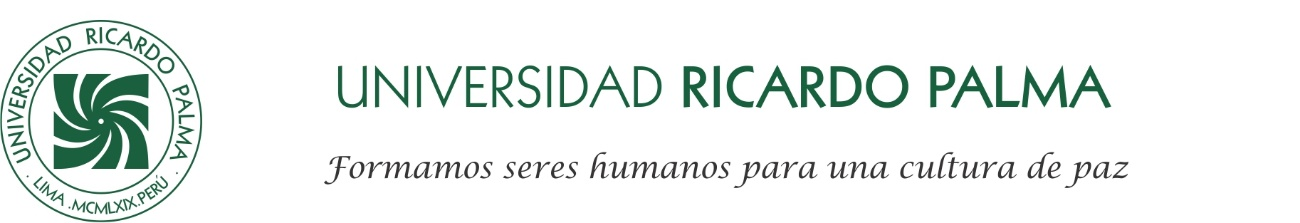 UNIVERSIDAD RICARDO PALMA
. LIMA .MCMLXIX.PERÚ .
UNIVERSIDAD RICARDO PALMA
Formamos seres humanos para una cultura de paz